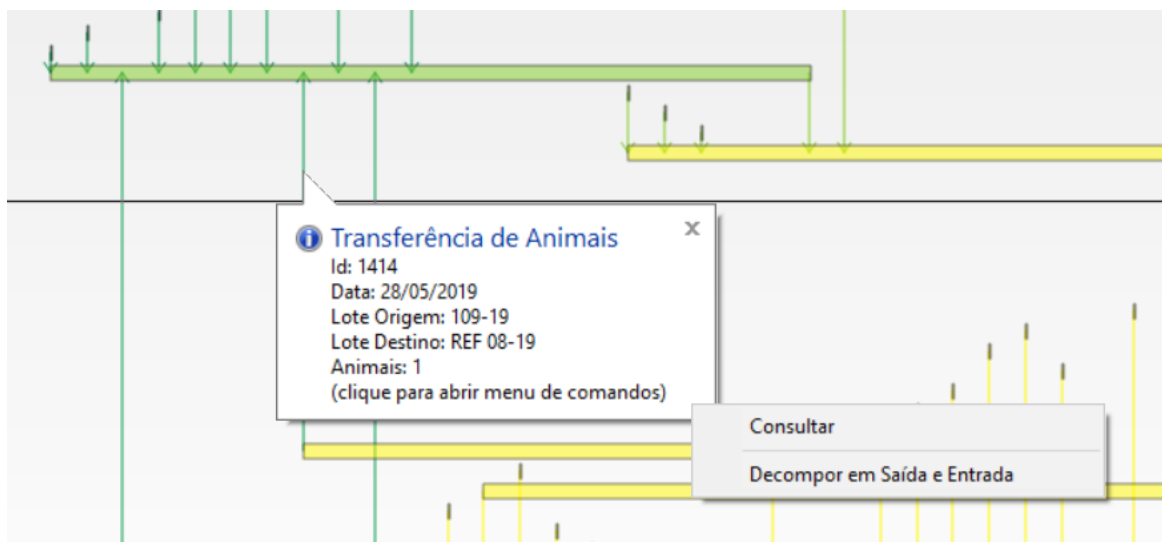 Transferência de Animais
x
Id: 1414
Data: 28/05/2019
Lote Origem: 109-19
Lote Destino: REF 08-19
Animais: 1
(clique para abrir menu de comandos)
Consultar
Decompor em Saída e Entrada